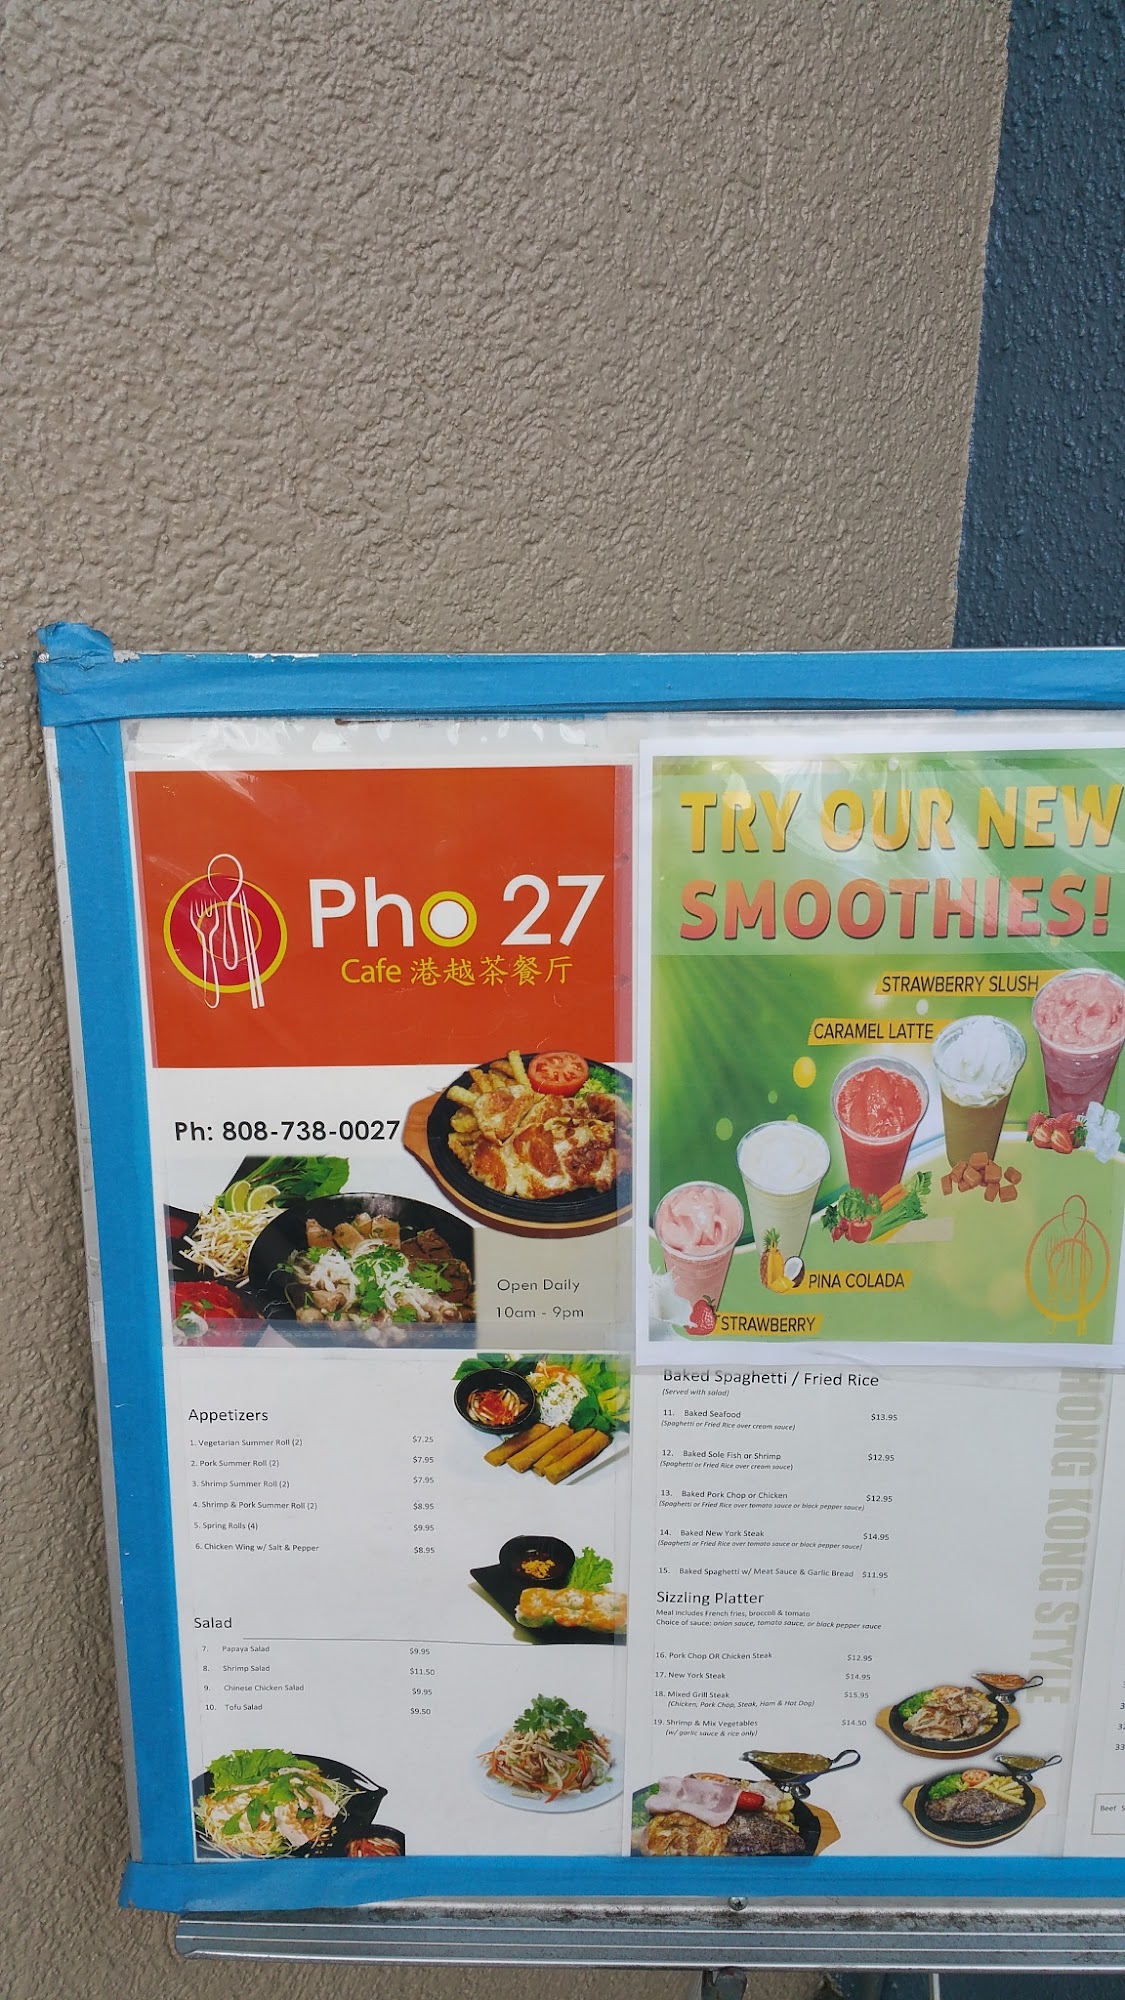 Pho 27
Cafe 港越茶餐厅
Ph: 808-738-0027
Open Daily
10am - 9pm
Appetizers
1. Vegetarian Summer Roll (2) $7.25
2. Pork Summer Roll (2) $7.95
3. Shrimp Summer Roll (2) $7.95
4. Shrimp & Pork Summer Roll (2) $8.95
5. Spring Rolls (4) $9.95
6. Chicken Wing w/ Salt & Pepper $8.95
Salad
7. Papaya Salad $9.95
8. Shrimp Salad $11.50
9. Chinese Chicken Salad $9.95
10. Tofu Salad $9.50
TRY OUR NEW
SMOOTHIES!
STRAWBERRY SLUSH
CARAMEL LATTE
PINA COLADA
STRAWBERRY
Baked Spaghetti / Fried Rice
(Served with salad)
11. Baked Seafood $13.95
(Spaghetti or Fried Rice over cream sauce)
12. Baked Sole Fish or Shrimp $12.95
(Spaghetti or Fried Rice over cream sauce)
13. Baked Pork Chop or Chicken $12.95
(Spaghetti or Fried Rice over tomato sauce or black pepper sauce)
14. Baked New York Steak $14.95
(Spaghetti or Fried Rice over tomato sauce or black pepper sauce)
15. Baked Spaghetti w/ Meat Sauce & Garlic Bread $11.95
Sizzling Platter
Meal includes French fries, broccoli & tomato
Choice of sauce: onion sauce, tomato sauce, or black pepper sauce
16. Pork Chop OR Chicken Steak $12.95
17. New York Steak $14.95
18. Mixed Grill Steak $15.95
(Chicken, Pork Chop, Steak, Ham & Hot Dog)
19. Shrimp & Mix Vegetables $14.50
(w/ garlic sauce & rice only)
HONG KONG STYLE
Beef